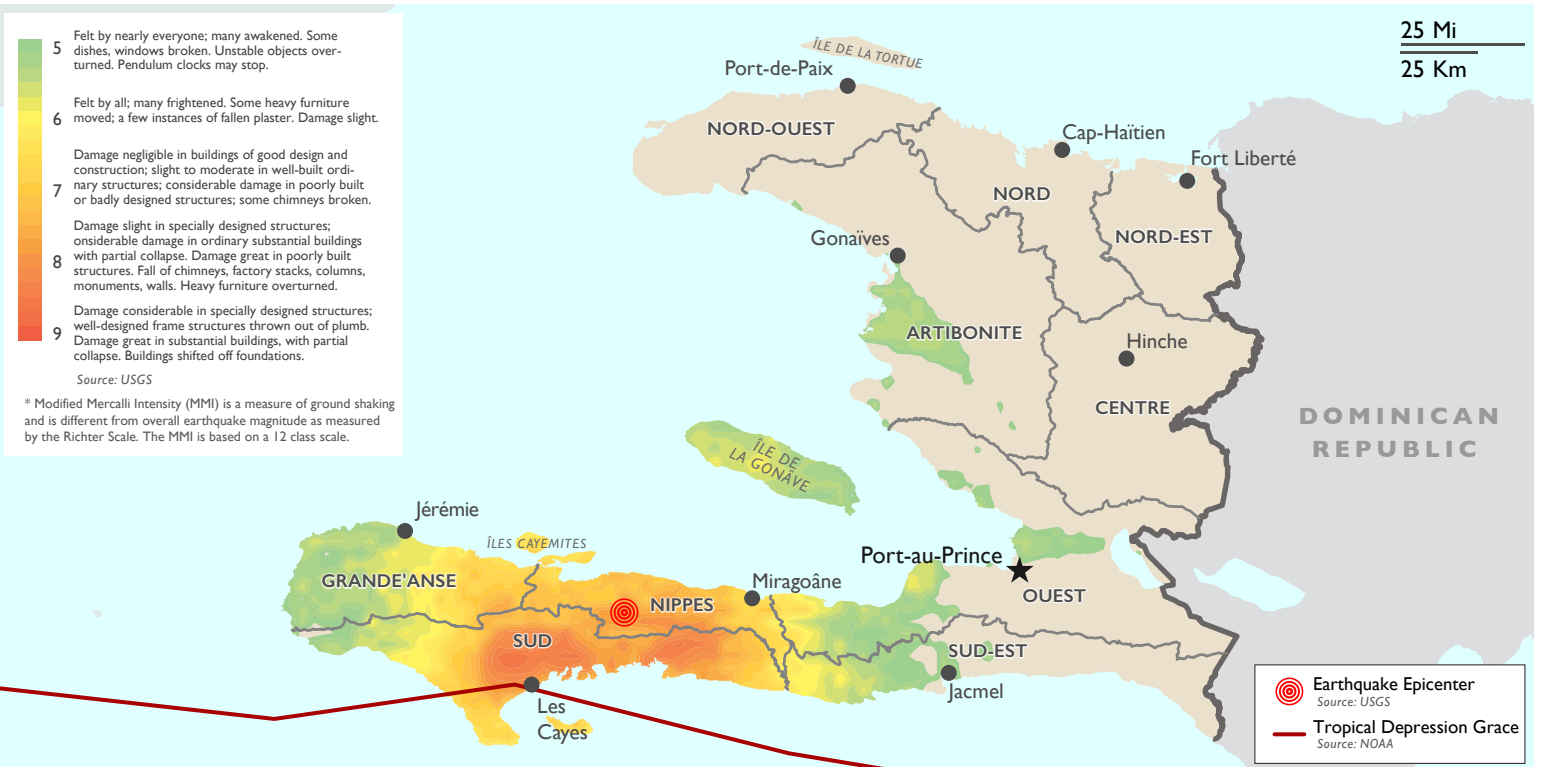 5
Felt by nearly everyone; many awakened. Some
dishes, windows broken. Unstable objects over-
turned. Pendulum clocks may stop.
6
Felt by all; many frightened. Some heavy furniture
moved; a few instances of fallen plaster. Damage slight.
7
Damage negligible in buildings of good design and
construction; slight to moderate in well-built ordi-
nary structures; considerable damage in poorly built
or badly designed structures; some chimneys broken.
8
Damage slight in specially designed structures;
onsiderable damage in ordinary substantial buildings
with partial collapse. Damage great in poorly built
structures. Fall of chimneys, factory stacks, columns,
monuments, walls. Heavy furniture overturned.
9
Damage considerable in specially designed structures;
well-designed frame structures thrown out of plumb.
Damage great in substantial buildings, with partial
collapse. Buildings shifted off foundations.
Source: USGS
* Modified Mercalli Intensity (MMI) is a measure of ground shaking
and is different from overall earthquake magnitude as measured
by the Richter Scale. The MMI is based on a 12 class scale.
25 Mi
25 Km
ÎLE DE LA TORTUE
Port-de-Paix
NORD-OUEST
Cap-Haïtien
Fort Liberté
NORD
NORD-EST
Gonaïves
ARTIBONITE
Hinche
CENTRE
DOMINICAN
REPUBLIC
ÎLE DE
LA GONÂVE
Jérémie
ÎLES CAYEMITES
Port-au-Prince
GRANDE'ANSE
Miragoâne
NIPPES
OUEST
SUD
SUD-EST
Jacmel
Les
Cayes
Earthquake Epicenter
Source: USGS
Tropical Depression Grace
Source: NOAA